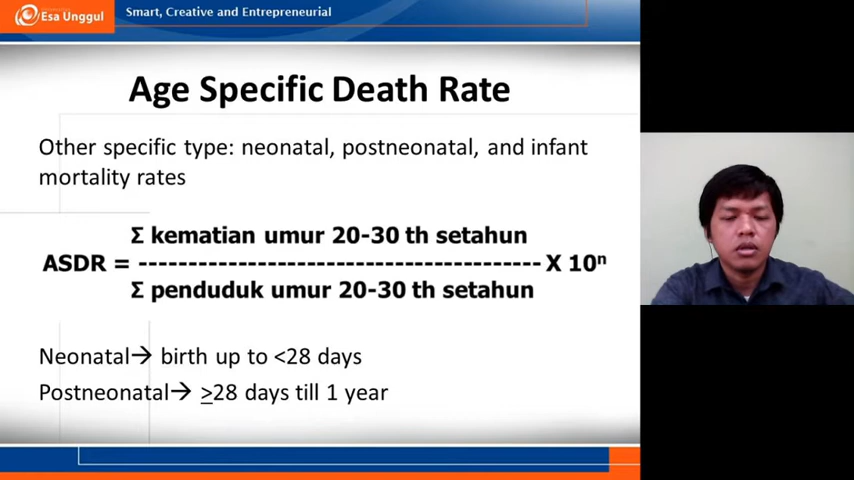 Esa Unggul
Smart, Creative and Entrepreneurial
Age Specific Death Rate
Other specific type: neonatal, postneonatal, and infant
mortality rates
Σ kematian umur 20-30 th setahun
ASDR = ---------------------------------------- X 10ⁿ
Σ penduduk umur 20-30 th setahun
Neonatal→ birth up to <28 days
Postneonatal→ ≥28 days till 1 year